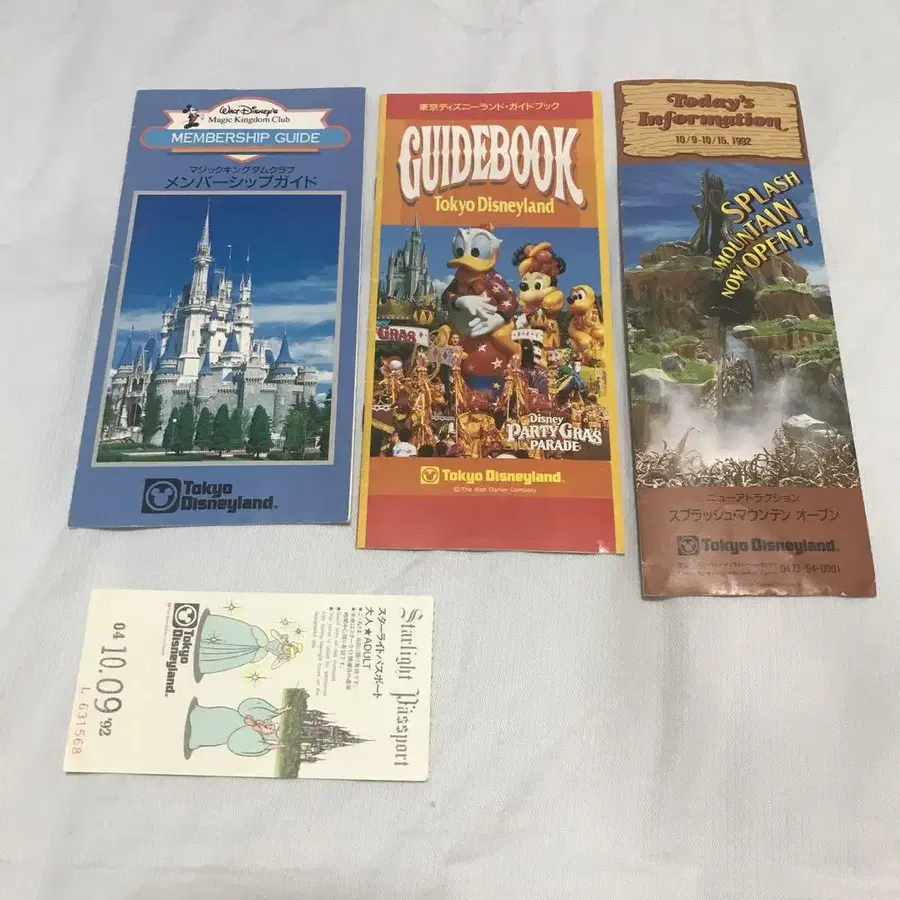 Walt Disney's
Magic Kingdom Club
MEMBERSHIP GUIDE
マジックキングダムクラブ
メンバーシップガイド
Tokyo
Disneyland®
東京ディズニーランド・ガイドブック
GUIDEBOOK
Tokyo Disneyland
GRAS
Disney
PARTY GRAS
PARADE
Tokyo Disneyland®
© The Walt Disney Company
Today's
Information
10/9-10/15, 1992
SPLASH
MOUNTAIN
NOW OPEN!
ニューアトラクション
スプラッシュ・マウンテン オープン
Tokyo Disneyland®
0473-54-0001
Starlight Passport
スターライトパスポート
大人★ADULT
Tokyo
Disneyland®
04 10.09 '92
L 631568